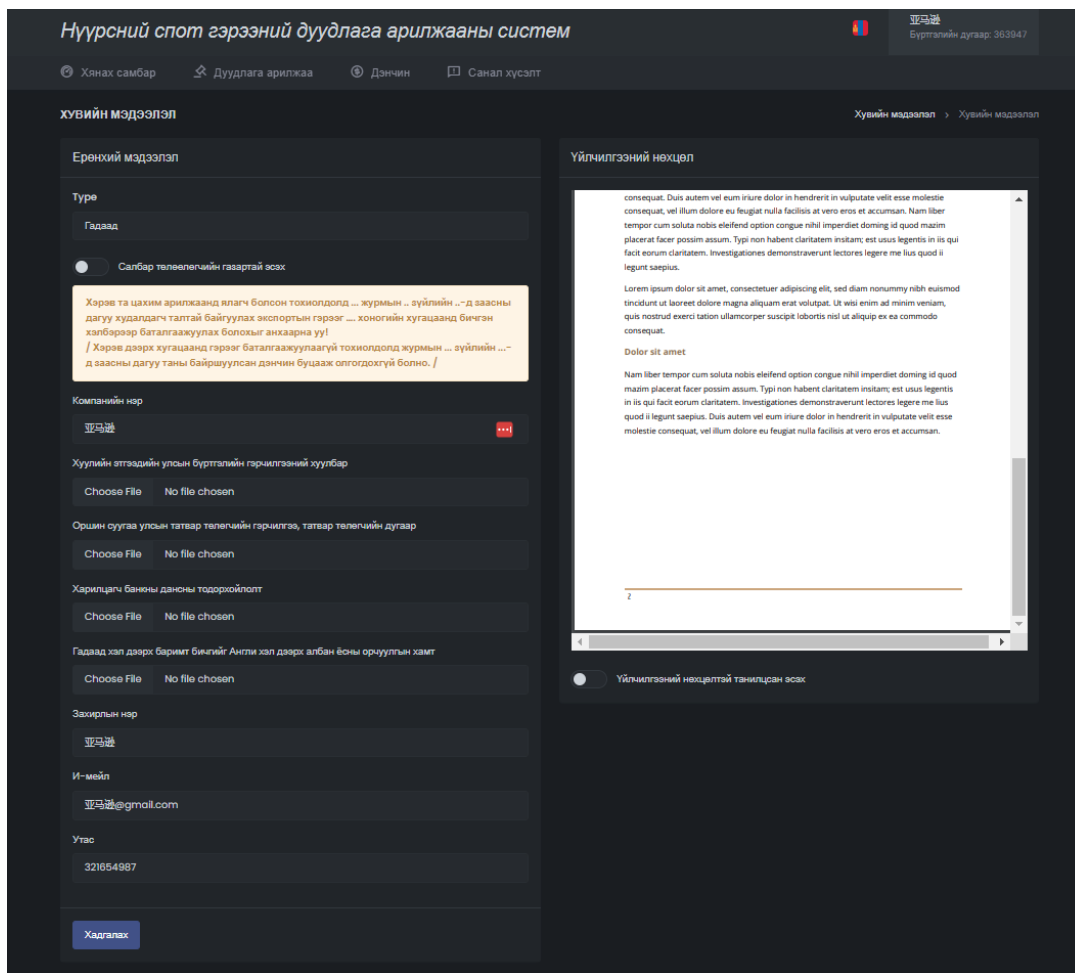 Нүүрсний спот гэрээний дуудлага арилжааны систем
亚马逊
Бүртгэлийн дугаар: 363947
Хянах самбар
Дуудлага арилжаа
Дэнчин
Санал хүсэлт
ХУВИЙН МЭДЭЭЛЭЛ
Хувийн мэдээлэл > Хувийн мэдээлэл
Ерөнхий мэдээлэл
Түрө
Гадаад
Салбар төлөөлөгчийн газартай эсэх
Хэрэв та цахим арилжаанд ялагч болсон тохиолдолд ... журмын .. зүйлийн ..-д заасны
дагуу худалдагч талтай байгуулах экспортын гэрээг .... хоногийн хугацаанд бичгэн
хэлбэрээр баталгаажуулах болохыг анхаарна уу!
/ Хэрэв дээрх хугацаанд гэрээг баталгаажуулаагүй тохиолдолд журмын ... зүйлийн ...-
д заасны дагуу таны байршуулсан дэнчин буцааж олгогдохгүй болно. /
Компанийн нэр
亚马逊
Хуулийн этгээдийн улсын бүртгэлийн гэрчилгээний хуулбар
Choose File No file chosen
Оршин суугаа улсын татвар төлөгчийн гэрчилгээ, татвар төлөгчийн дугаар
Choose File No file chosen
Харилцагч банкны дансны тодорхойлолт
Choose File No file chosen
Гадаад хэл дээрх баримт бичгийг Англи хэл дээрх албан ёсны орчуулгын хамт
Choose File No file chosen
Захирлын нэр
亚马逊
И-мейл
亚马逊@gmail.com
Утас
321654987
Хадгалах
Үйлчилгээний нөхцөл
consequat. Duis autem vel eum iriure dolor in hendrerit in vulputate velit esse molestie
consequat, vel illum dolore eu feugiat nulla facilisis at vero eros et accumsan. Nam liber
tempor cum soluta nobis eleifend option congue nihil imperdiet doming id quod mazim
placerat facer possim assum. Typi non habent claritatem insitam; est usus legentis in iis qui
facit eorum claritatem. Investigationes demonstraverunt lectores legere me lius quod ii
legunt saepius.
Lorem ipsum dolor sit amet, consectetuer adipiscing elit, sed diam nonummy nibh euismod
tincidunt ut laoreet dolore magna aliquam erat volutpat. Ut wisi enim ad minim veniam,
quis nostrud exerci tation ullamcorper suscipit lobortis nisl ut aliquip ex ea commodo
consequat.
Dolor sit amet
Nam liber tempor cum soluta nobis eleifend option congue nihil imperdiet doming id quod
mazim placerat facer possim assum. Typi non habent claritatem insitam; est usus legentis
in iis qui facit eorum claritatem. Investigationes demonstraverunt lectores legere me lius
quod ii legunt saepius. Duis autem vel eum iriure dolor in hendrerit in vulputate velit esse
molestie consequat, vel illum dolore eu feugiat nulla facilisis at vero eros et accumsan.
2
Үйлчилгээний нөхцөлтэй танилцсан эсэх